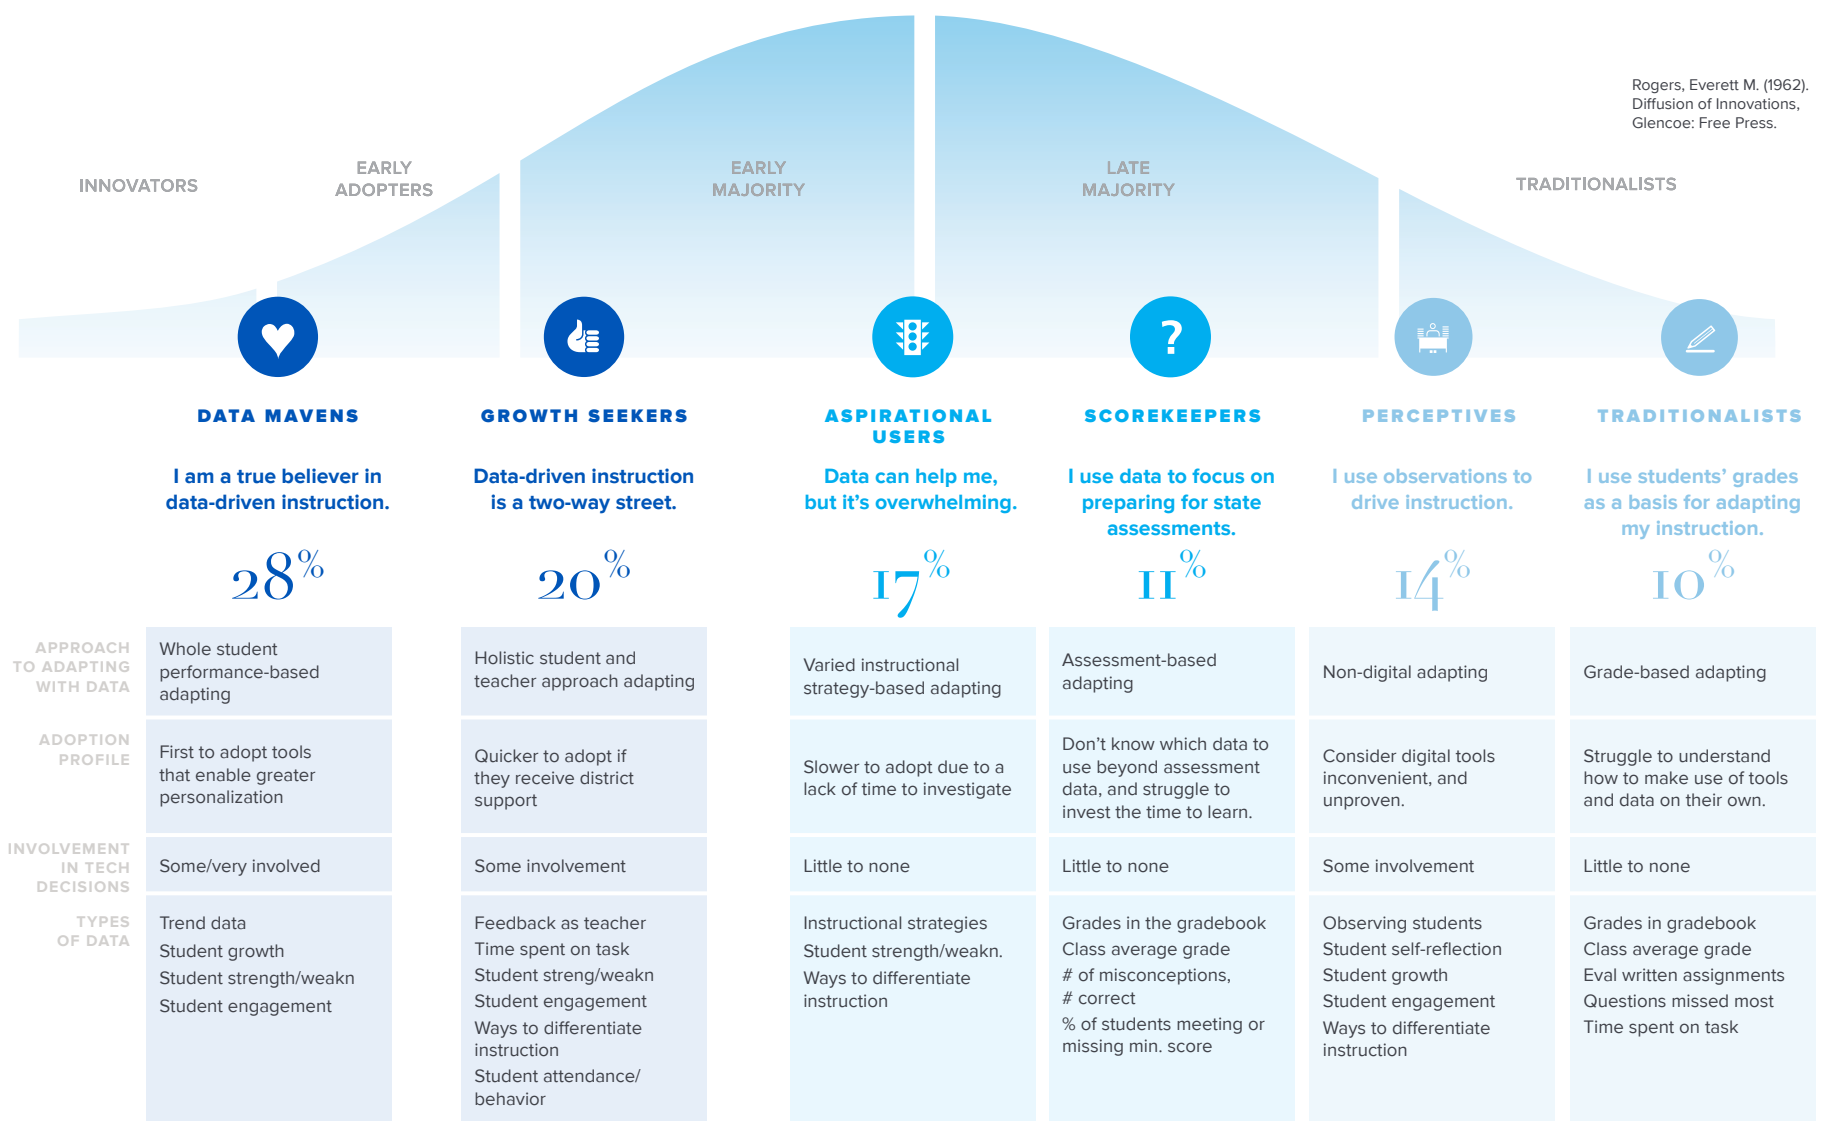 Rogers, Everett M. (1962).
Diffusion of Innovations,
Glencoe: Free Press.
INNOVATORS
EARLY
ADOPTERS
EARLY
MAJORITY
LATE
MAJORITY
TRADITIONALISTS
?
DATA MAVENS
I am a true believer in
data-driven instruction.
28%
GROWTH SEEKERS
Data-driven instruction
is a two-way street.
20%
ASPIRATIONAL
USERS
Data can help me,
but it’s overwhelming.
17%
SCOREKEEPERS
I use data to focus on
preparing for state
assessments.
11%
PERCEPTIVES
I use observations to
drive instruction.
14%
TRADITIONALISTS
I use students’ grades
as a basis for adapting
my instruction.
10%
APPROACH
TO ADAPTING
WITH DATA
Whole student
performance-based
adapting
Holistic student and
teacher approach adapting
Varied instructional
strategy-based adapting
Assessment-based
adapting
Non-digital adapting
Grade-based adapting
ADOPTION
PROFILE
First to adopt tools
that enable greater
personalization
Quicker to adopt if
they receive district
support
Slower to adopt due to a
lack of time to investigate
Don’t know which data to
use beyond assessment
data, and struggle to
invest the time to learn.
Consider digital tools
inconvenient, and
unproven.
Struggle to understand
how to make use of tools
and data on their own.
INVOLVEMENT
IN TECH
DECISIONS
Some/very involved
Some involvement
Little to none
Little to none
Some involvement
Little to none
TYPES
OF DATA
Trend data
Student growth
Student strength/weakn
Student engagement
Feedback as teacher
Time spent on task
Student streng/weakn
Student engagement
Ways to differentiate
instruction
Student attendance/
behavior
Instructional strategies
Student strength/weakn.
Ways to differentiate
instruction
Grades in the gradebook
Class average grade
# of misconceptions,
# correct
% of students meeting or
missing min. score
Observing students
Student self-reflection
Student growth
Student engagement
Ways to differentiate
instruction
Grades in gradebook
Class average grade
Eval written assignments
Questions missed most
Time spent on task